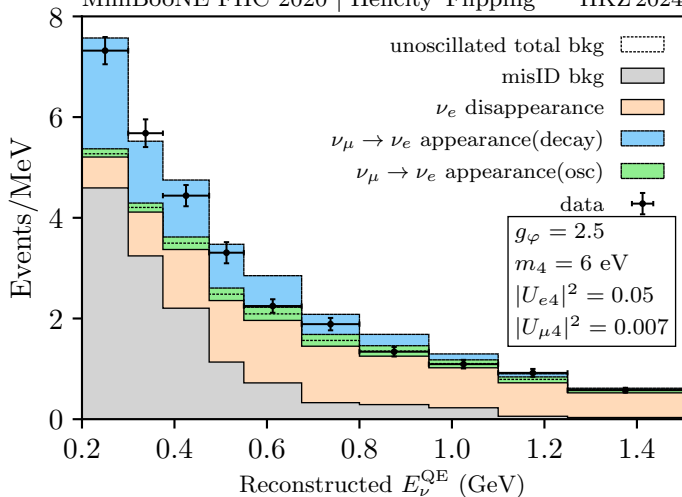 MiniBooNE FHC 2020 | Helicity-Flipping HKZ 2024
unoscillated total bkg
misID bkg
νe disappearance
νμ → νe appearance(decay)
νμ → νe appearance(osc)
data
gφ = 2.5
m4 = 6 eV
|Ue4|² = 0.05
|Uμ4|² = 0.007
Events/MeV
8
6
4
2
0
0.2 0.4 0.6 0.8 1.0 1.2 1.4
Reconstructed EνQE (GeV)